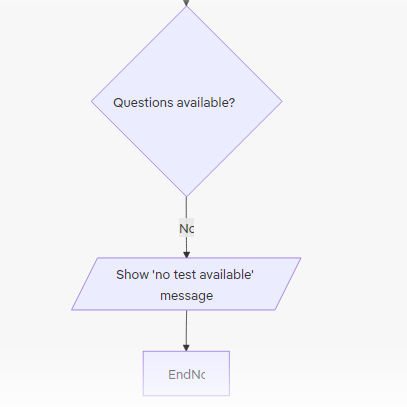 Questions available?
No
Show 'no test available'
message
EndNo